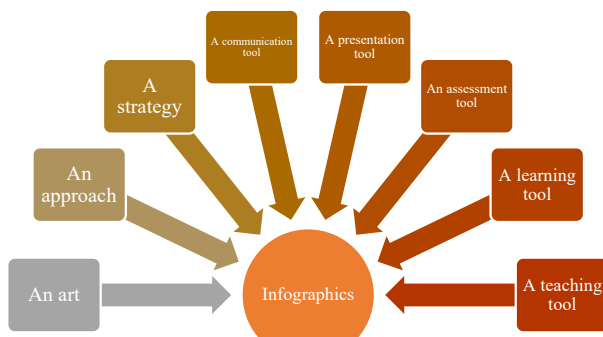 A communication
tool
A presentation
tool
A
strategy
An assessment
tool
An
approach
A learning
tool
An art
Infographics
A teaching
tool